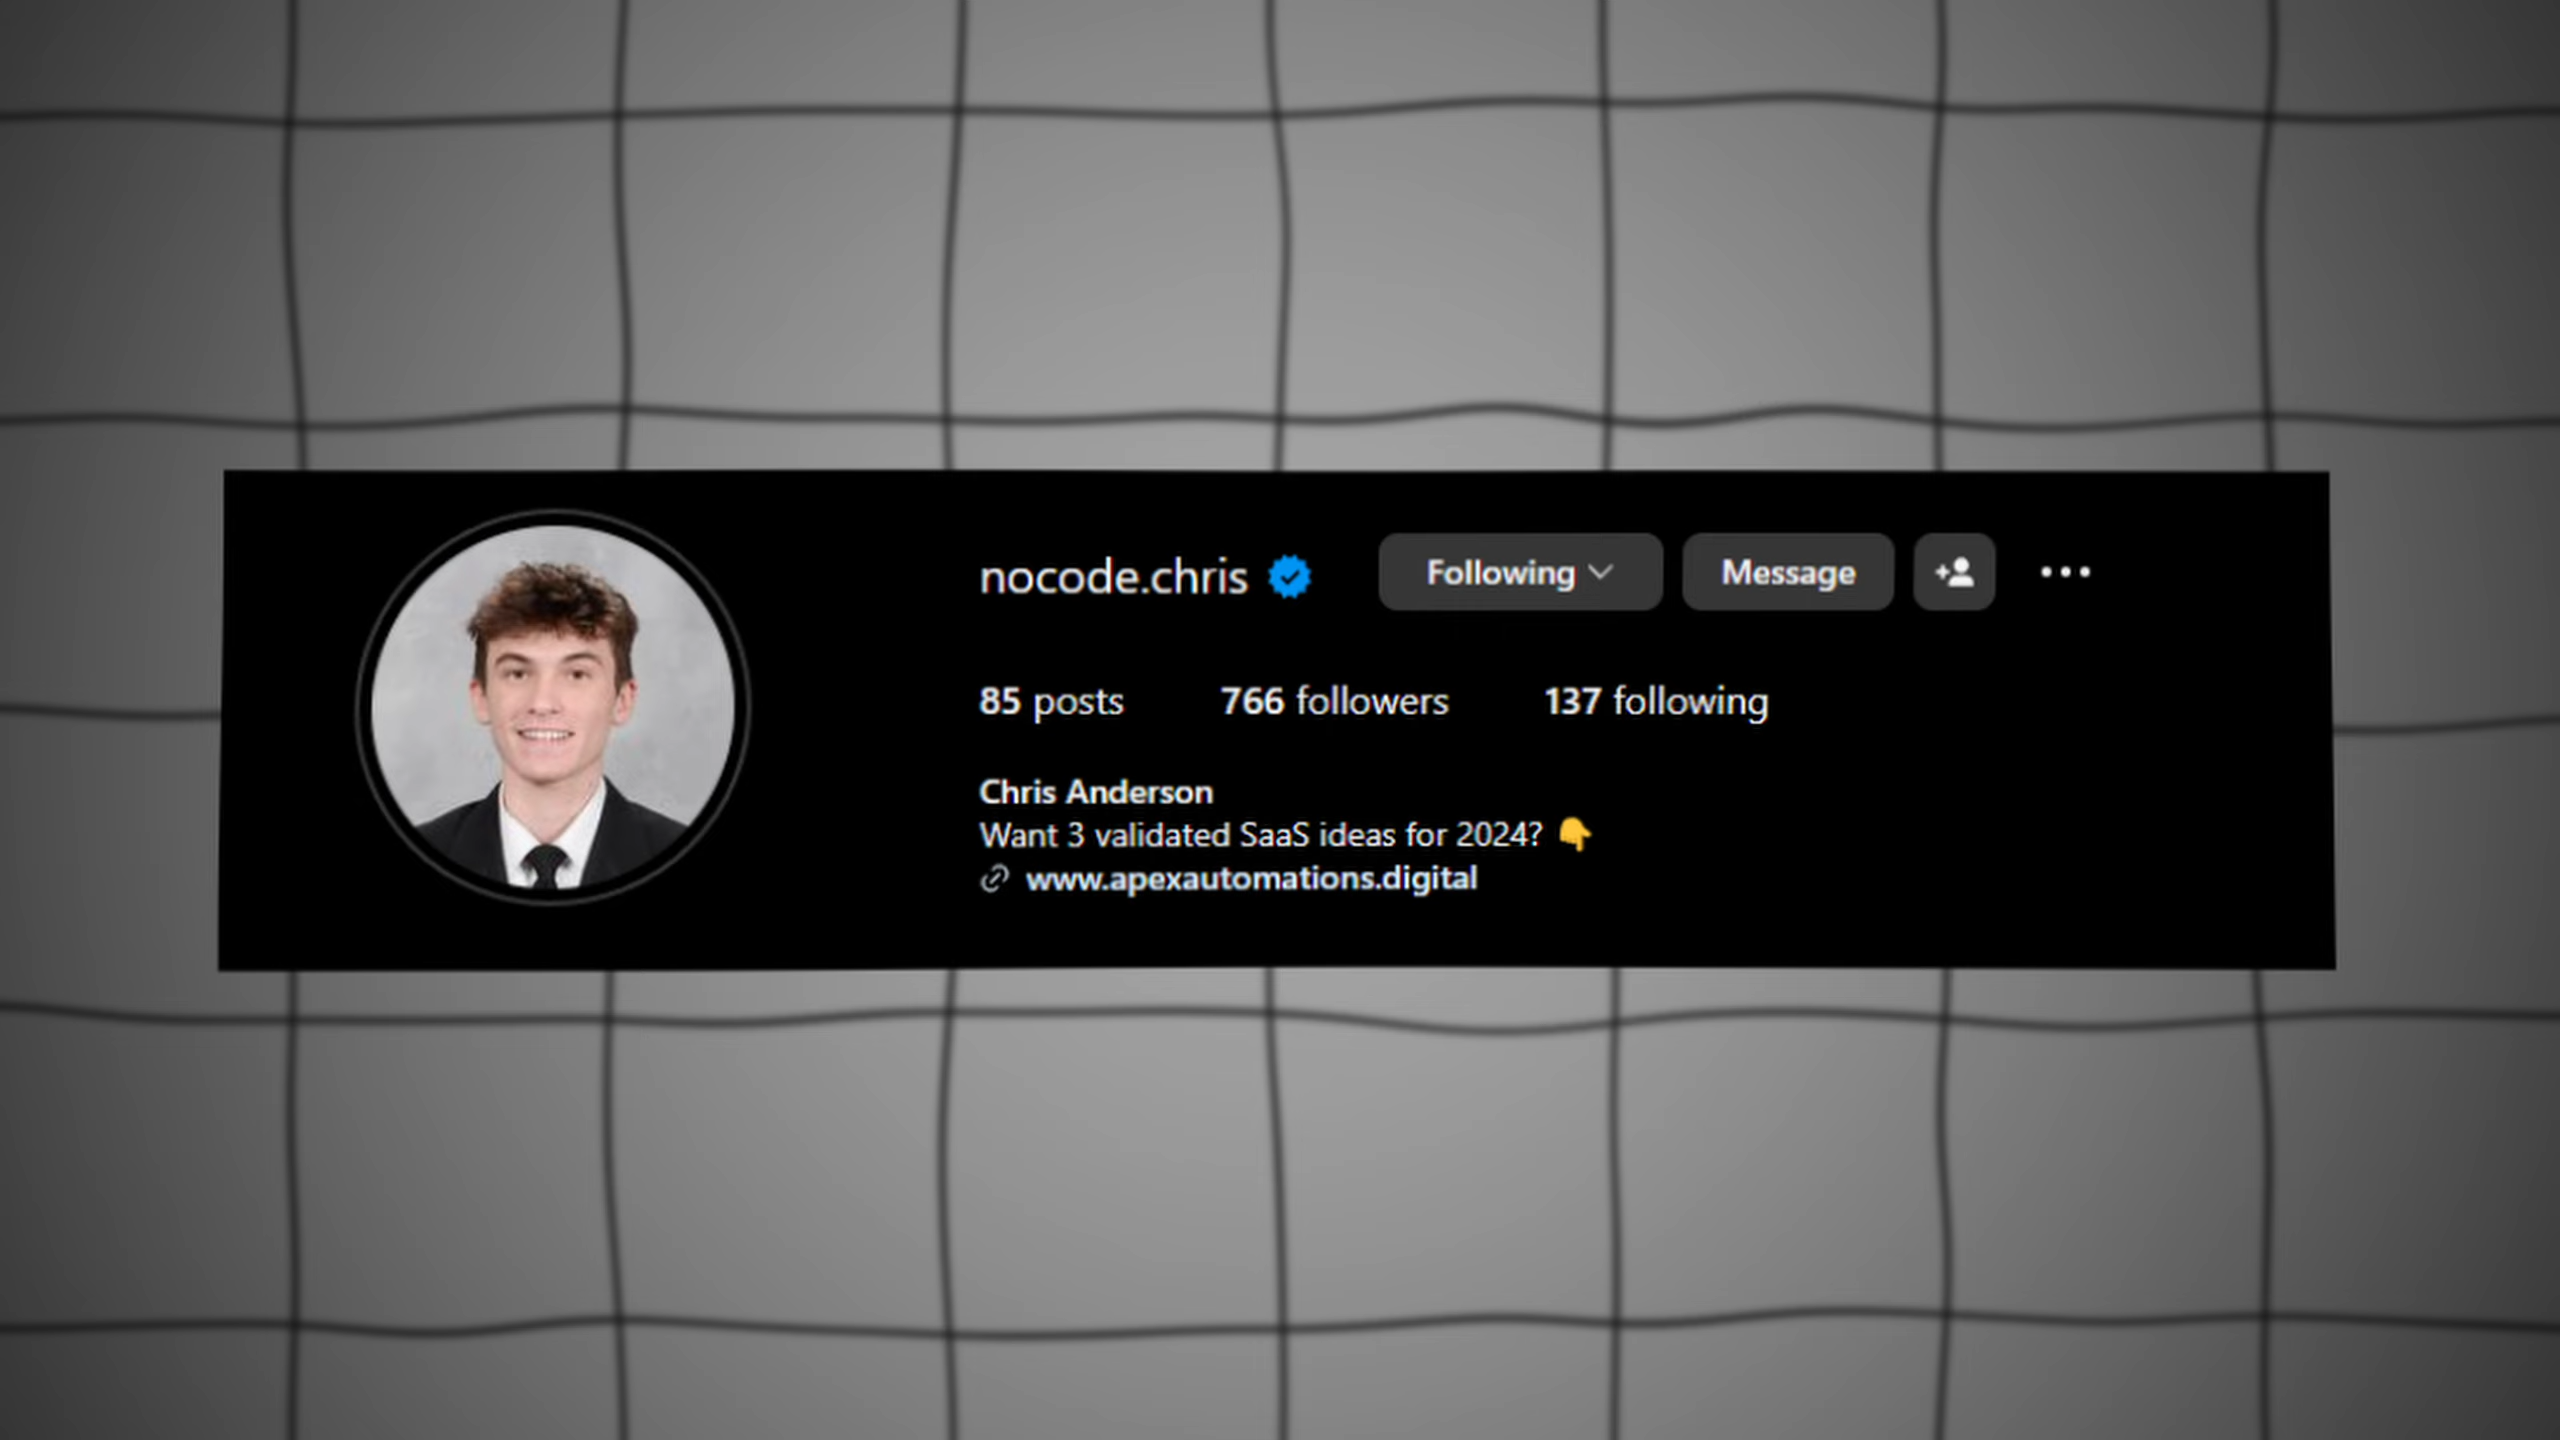 nocode.chris Following Message
85 posts 766 followers 137 following
Chris Anderson
Want 3 validated SaaS ideas for 2024? 👇
www.apexautomations.digital